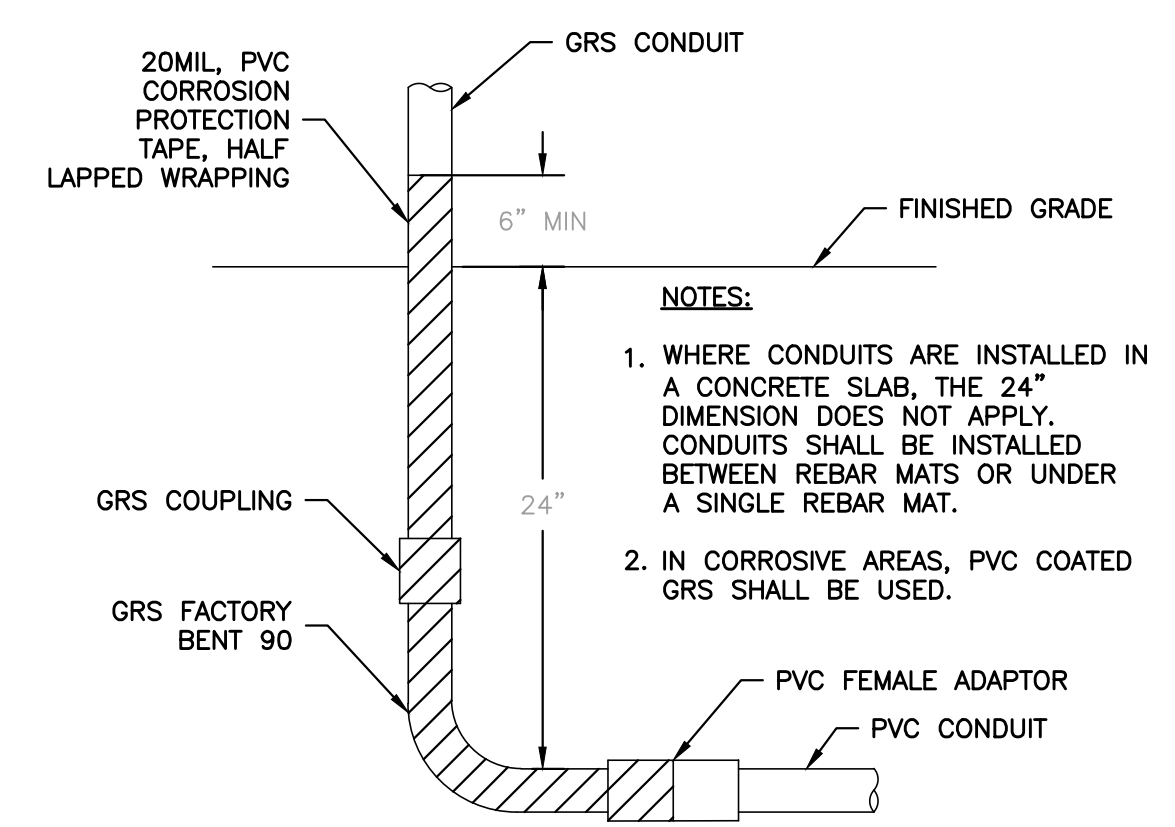 GRS CONDUIT
20MIL, PVC
CORROSION
PROTECTION
TAPE, HALF
LAPPED WRAPPING
6" MIN
FINISHED GRADE
NOTES:
1. WHERE CONDUITS ARE INSTALLED IN
A CONCRETE SLAB, THE 24"
DIMENSION DOES NOT APPLY.
CONDUITS SHALL BE INSTALLED
BETWEEN REBAR MATS OR UNDER
A SINGLE REBAR MAT.
2. IN CORROSIVE AREAS, PVC COATED
GRS SHALL BE USED.
24"
GRS COUPLING
GRS FACTORY
BENT 90
PVC FEMALE ADAPTOR
PVC CONDUIT